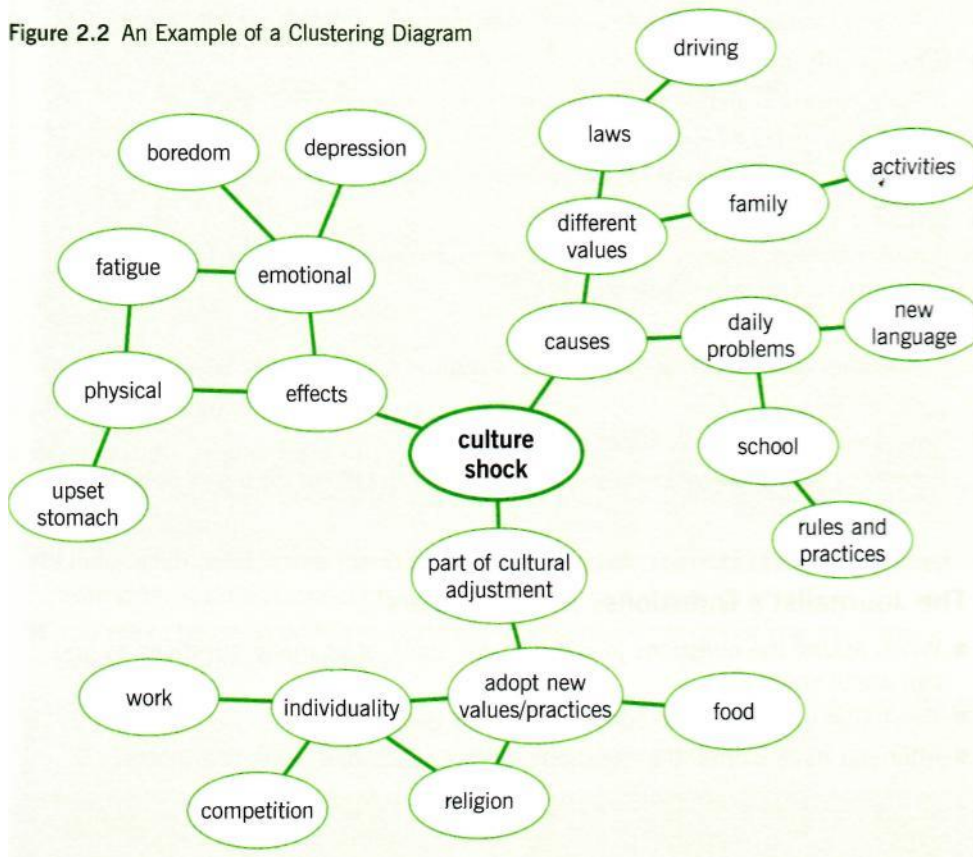 Figure 2.2 An Example of a Clustering Diagram
driving
laws
boredom
depression
activities
family
different
values
fatigue
emotional
new
language
daily
problems
causes
physical
effects
culture
shock
school
upset
stomach
rules and
practices
part of cultural
adjustment
work
individuality
adopt new
values/practices
food
competition
religion